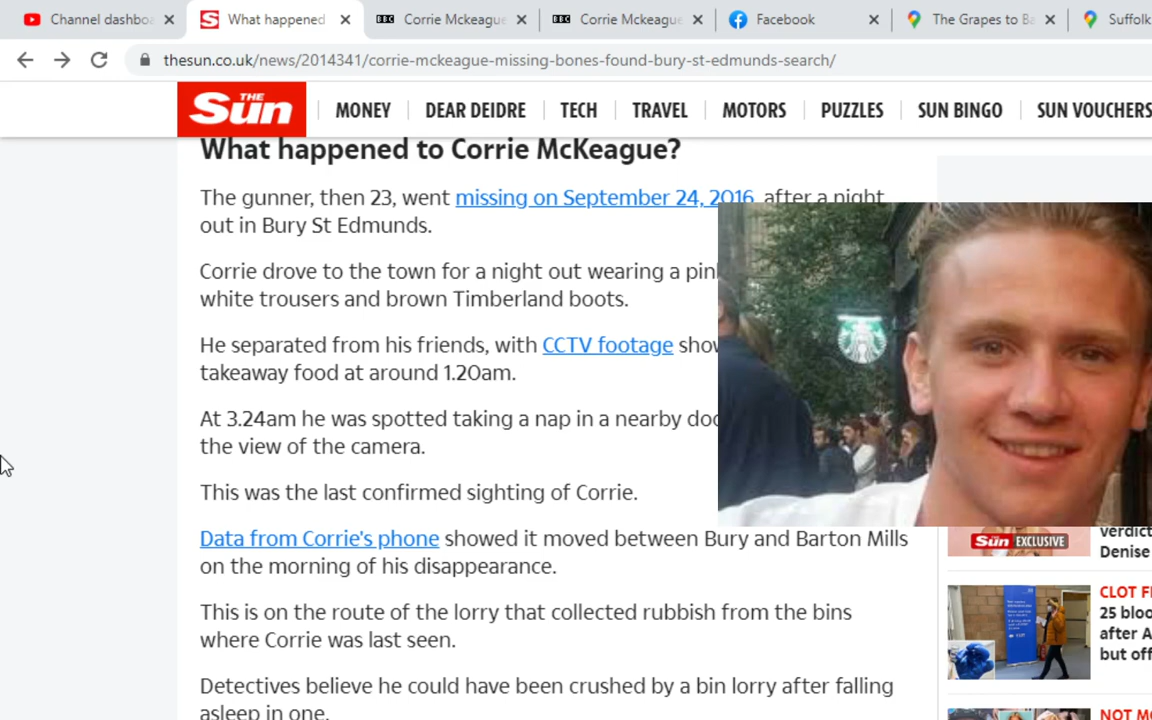 Channel dashboa
What happened
Corrie Mckeague
Corrie Mckeague
Facebook
The Grapes to Ba
Suffolk
thesun.co.uk/news/2014341/corrie-mckeague-missing-bones-found-bury-st-edmunds-search/
THE Sun
MONEY
DEAR DEIDRE
TECH
TRAVEL
MOTORS
PUZZLES
SUN BINGO
SUN VOUCHERS
What happened to Corrie McKeague?
The gunner, then 23, went missing on September 24, 2016, after a night
out in Bury St Edmunds.
Corrie drove to the town for a night out wearing a pin
white trousers and brown Timberland boots.
He separated from his friends, with CCTV footage show
takeaway food at around 1.20am.
At 3.24am he was spotted taking a nap in a nearby doo
the view of the camera.
This was the last confirmed sighting of Corrie.
Data from Corrie's phone showed it moved between Bury and Barton Mills
on the morning of his disappearance.
This is on the route of the lorry that collected rubbish from the bins
where Corrie was last seen.
Detectives believe he could have been crushed by a bin lorry after falling
asleep in one.
verdict
Sun EXCLUSIVE
Denise
CLOT F
25 bloo
after A
but off
NOT MO